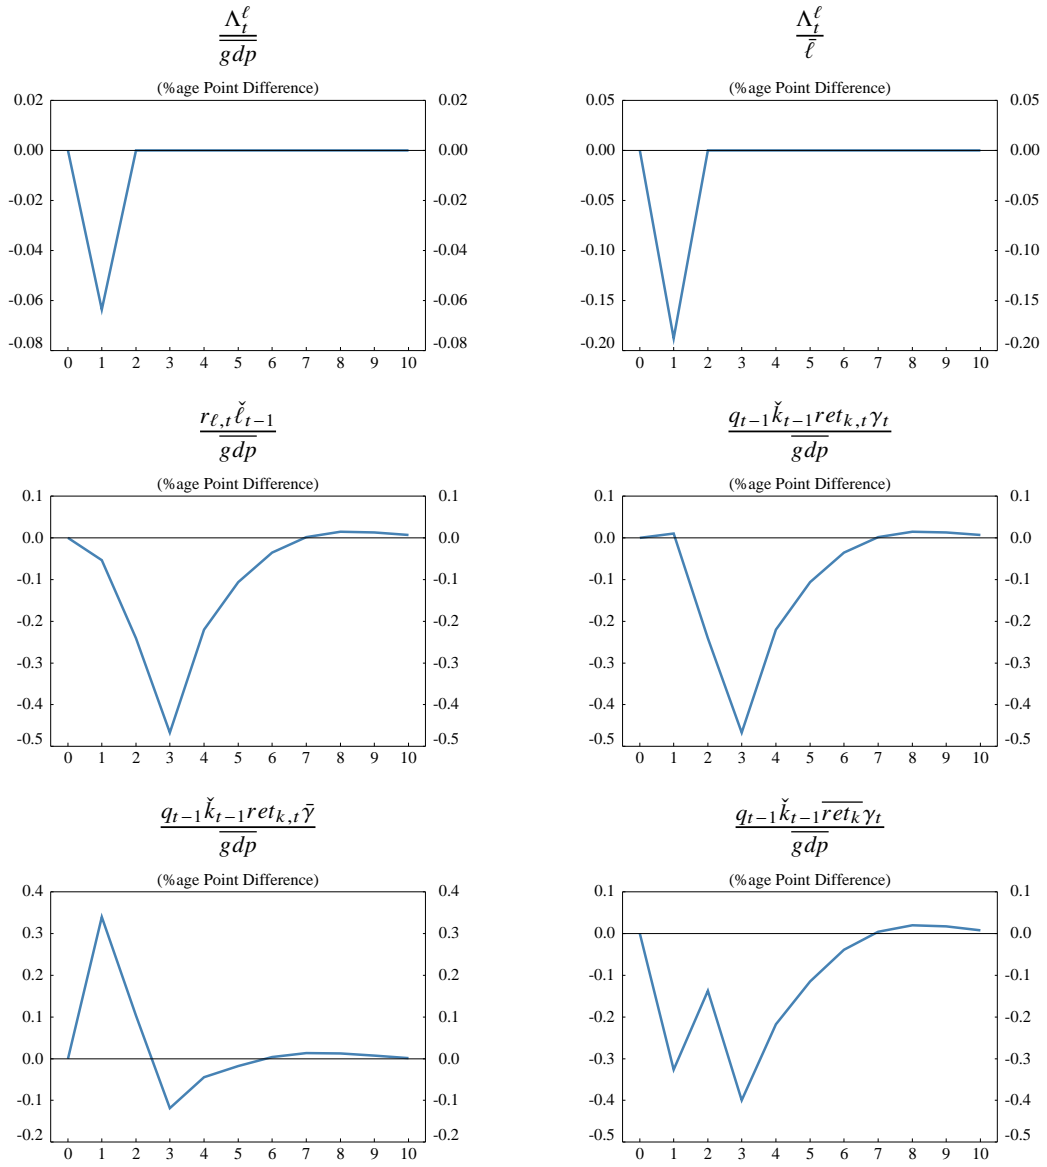 Λ_t^ℓ / \overline{\overline{gdp}}
(%age Point Difference)
0.02 0.02
0.00 0.00
-0.02 -0.02
-0.04 -0.04
-0.06 -0.06
-0.08 -0.08
0 1 2 3 4 5 6 7 8 9 10
Λ_t^ℓ / \bar{ℓ}
(%age Point Difference)
0.05 0.05
0.00 0.00
-0.05 -0.05
-0.10 -0.10
-0.15 -0.15
-0.20 -0.20
0 1 2 3 4 5 6 7 8 9 10
r_{ℓ,t} \check{ℓ}_{t−1} / \overline{gdp}
(%age Point Difference)
0.1 0.1
0.0 0.0
-0.1 -0.1
-0.2 -0.2
-0.3 -0.3
-0.4 -0.4
-0.5 -0.5
0 1 2 3 4 5 6 7 8 9 10
q_{t−1} \check{k}_{t−1} ret_{k,t} γ_t / \overline{gdp}
(%age Point Difference)
0.1 0.1
0.0 0.0
-0.1 -0.1
-0.2 -0.2
-0.3 -0.3
-0.4 -0.4
-0.5 -0.5
0 1 2 3 4 5 6 7 8 9 10
q_{t−1} \check{k}_{t−1} ret_{k,t} \bar{γ} / \overline{gdp}
(%age Point Difference)
0.4 0.4
0.3 0.3
0.2 0.2
0.1 0.1
0.0 0.0
-0.1 -0.1
-0.2 -0.2
0 1 2 3 4 5 6 7 8 9 10
q_{t−1} \check{k}_{t−1} \overline{ret_k} γ_t / \overline{gdp}
(%age Point Difference)
0.1 0.1
0.0 0.0
-0.1 -0.1
-0.2 -0.2
-0.3 -0.3
-0.4 -0.4
-0.5 -0.5
0 1 2 3 4 5 6 7 8 9 10